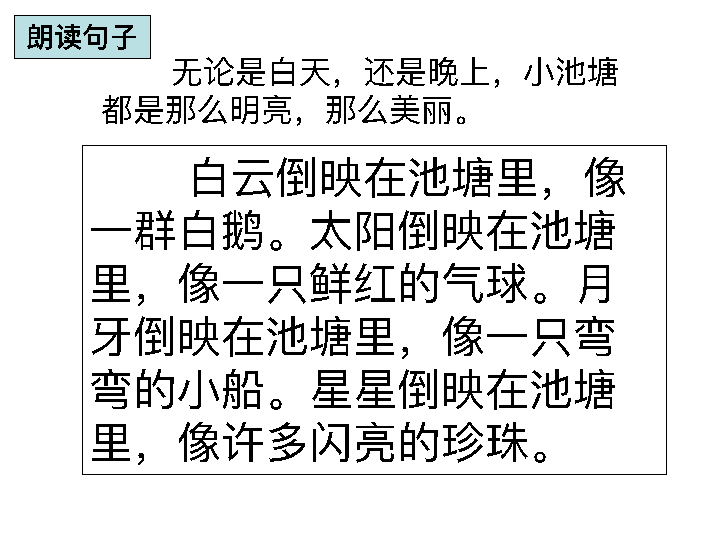 朗读句子
无论是白天，还是晚上，小池塘
都是那么明亮，那么美丽。
白云倒映在池塘里，像
一群白鹅。太阳倒映在池塘
里，像一只鲜红的气球。月
牙倒映在池塘里，像一只弯
弯的小船。星星倒映在池塘
里，像许多闪亮的珍珠。